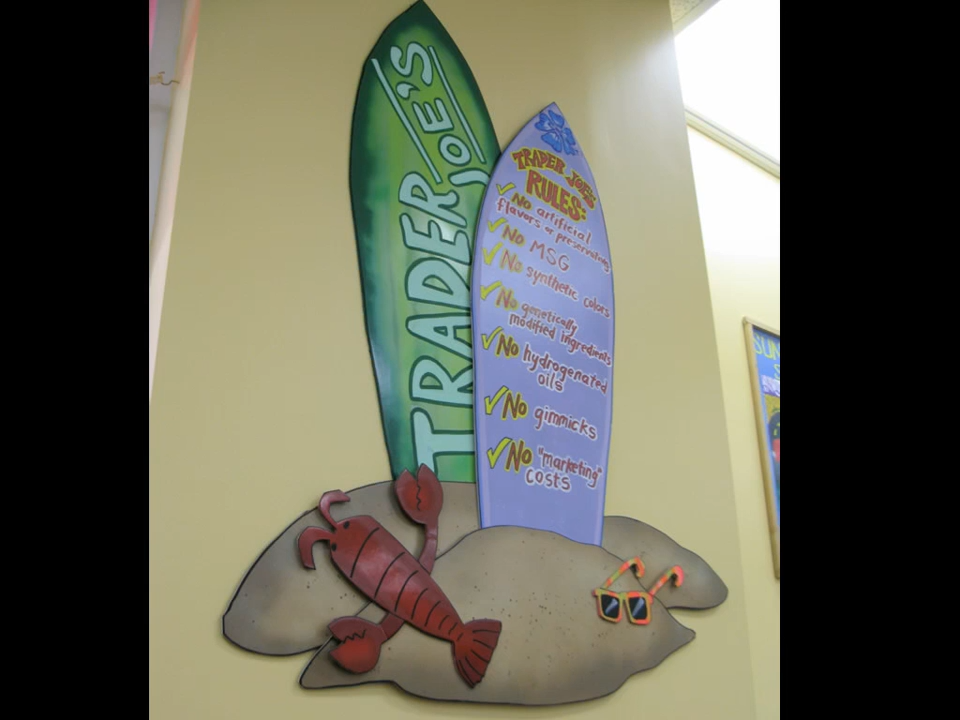 TRADER JOE'S
TRADER JOE'S
RULES:
No artificial
flavors or preservatives
No MSG
No synthetic colors
No genetically
modified ingredients
No hydrogenated
oils
No gimmicks
No "marketing"
costs
SUN